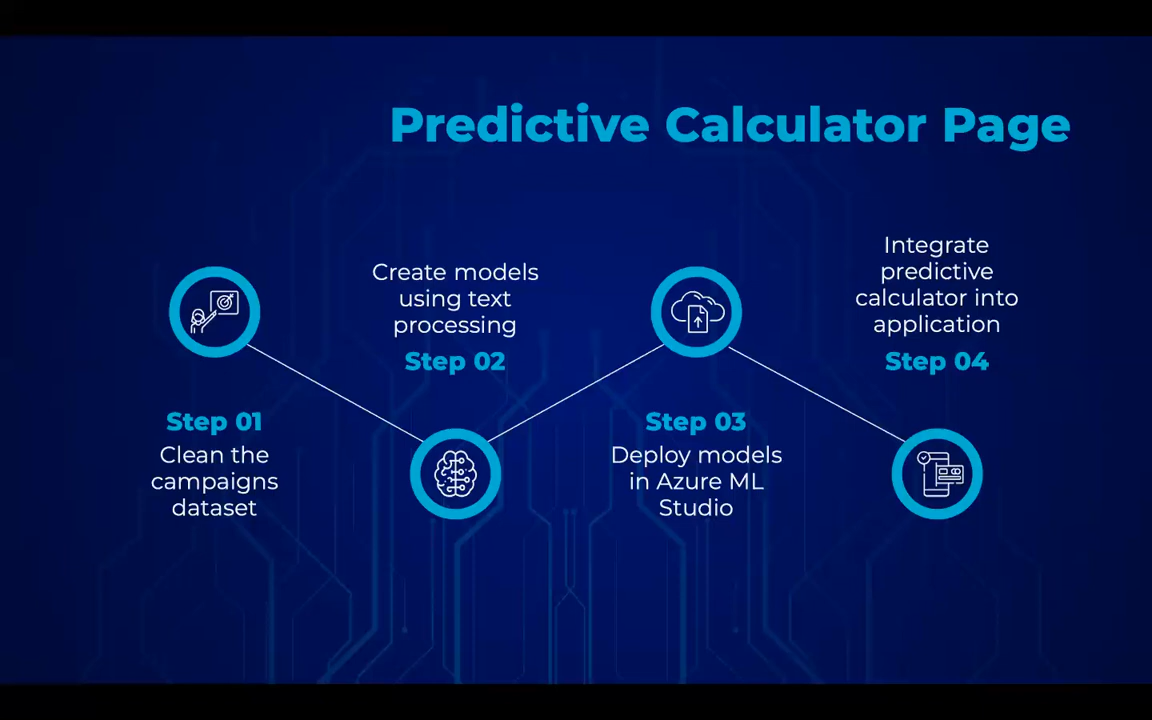 Predictive Calculator Page
Step 01
Clean the
campaigns
dataset
Create models
using text
processing
Step 02
Step 03
Deploy models
in Azure ML
Studio
Integrate
predictive
calculator into
application
Step 04